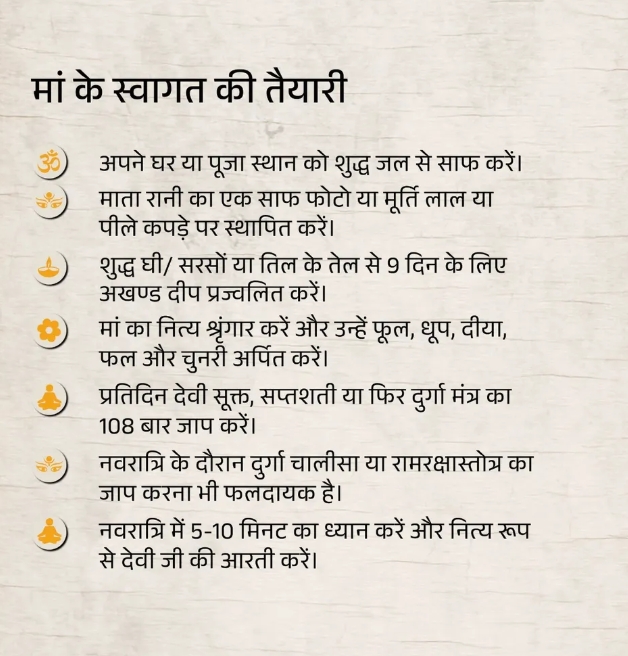 मां के स्वागत की तैयारी
अपने घर या पूजा स्थान को शुद्ध जल से साफ करें।
माता रानी का एक साफ फोटो या मूर्ति लाल या
पीले कपड़े पर स्थापित करें।
शुद्ध घी/ सरसों या तिल के तेल से 9 दिन के लिए
अखण्ड दीप प्रज्वलित करें।
मां का नित्य श्रृंगार करें और उन्हें फूल, धूप, दीया,
फल और चुनरी अर्पित करें।
प्रतिदिन देवी सूक्त, सप्तशती या फिर दुर्गा मंत्र का
108 बार जाप करें।
नवरात्रि के दौरान दुर्गा चालीसा या रामरक्षास्तोत्र का
जाप करना भी फलदायक है।
नवरात्रि में 5-10 मिनट का ध्यान करें और नित्य रूप
से देवी जी की आरती करें।